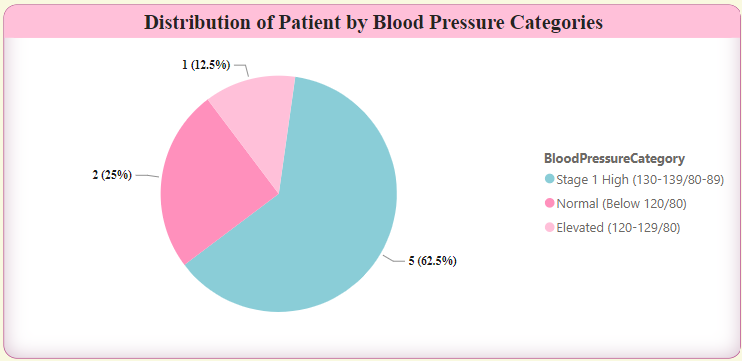 Distribution of Patient by Blood Pressure Categories
1 (12.5%)
2 (25%)
5 (62.5%)
BloodPressureCategory
Stage 1 High (130-139/80-89)
Normal (Below 120/80)
Elevated (120-129/80)